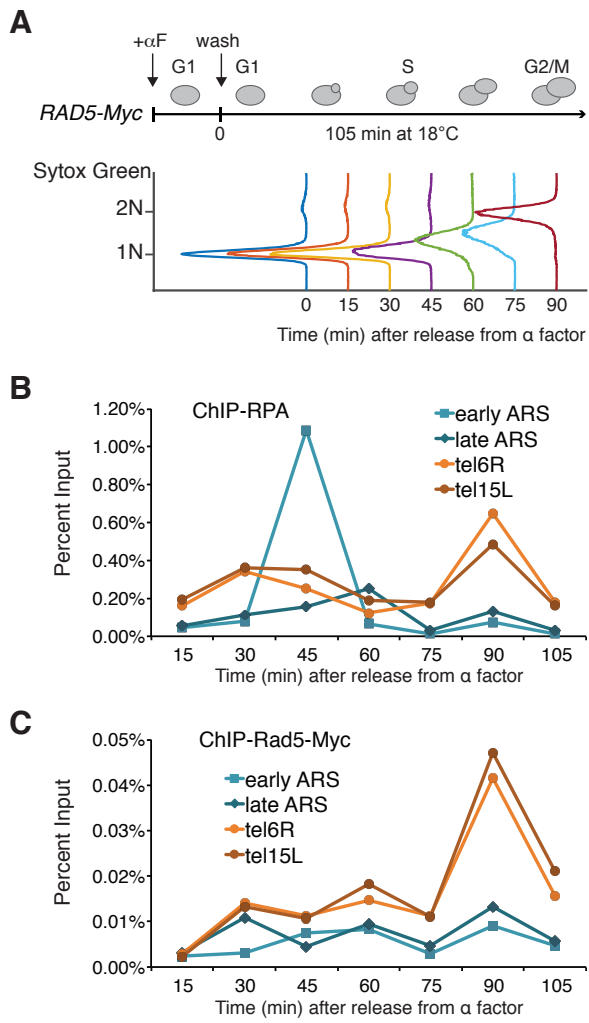 A
+αF wash
G1 G1 S G2/M
RAD5-Myc
0 105 min at 18°C
Sytox Green
2N
1N
0 15 30 45 60 75 90
Time (min) after release from α factor
B
ChIP-RPA
early ARS
late ARS
tel6R
tel15L
Percent Input
1.20%
1.00%
0.80%
0.60%
0.40%
0.20%
0.00%
15 30 45 60 75 90 105
Time (min) after release from α factor
C
ChIP-Rad5-Myc
early ARS
late ARS
tel6R
tel15L
Percent Input
0.05%
0.04%
0.03%
0.02%
0.01%
0.00%
15 30 45 60 75 90 105
Time (min) after release from α factor